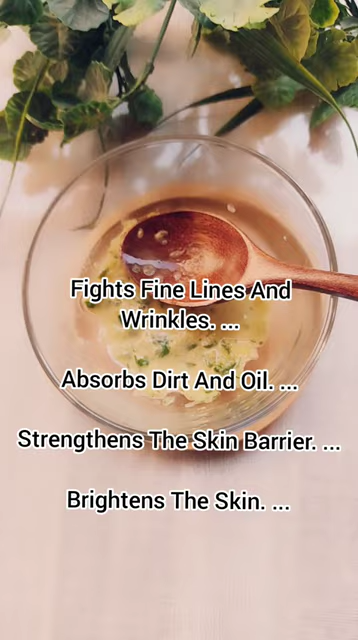 Fights Fine Lines And
Wrinkles. ...
Absorbs Dirt And Oil. ...
Strengthens The Skin Barrier. ...
Brightens The Skin. ...